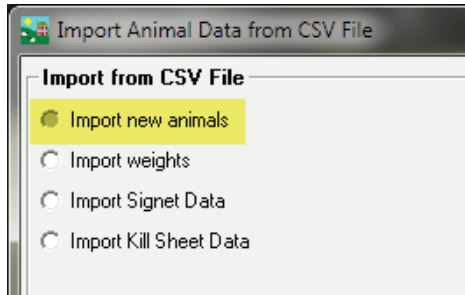 Import Animal Data from CSV File
Import from CSV File
Import new animals
Import weights
Import Signet Data
Import Kill Sheet Data